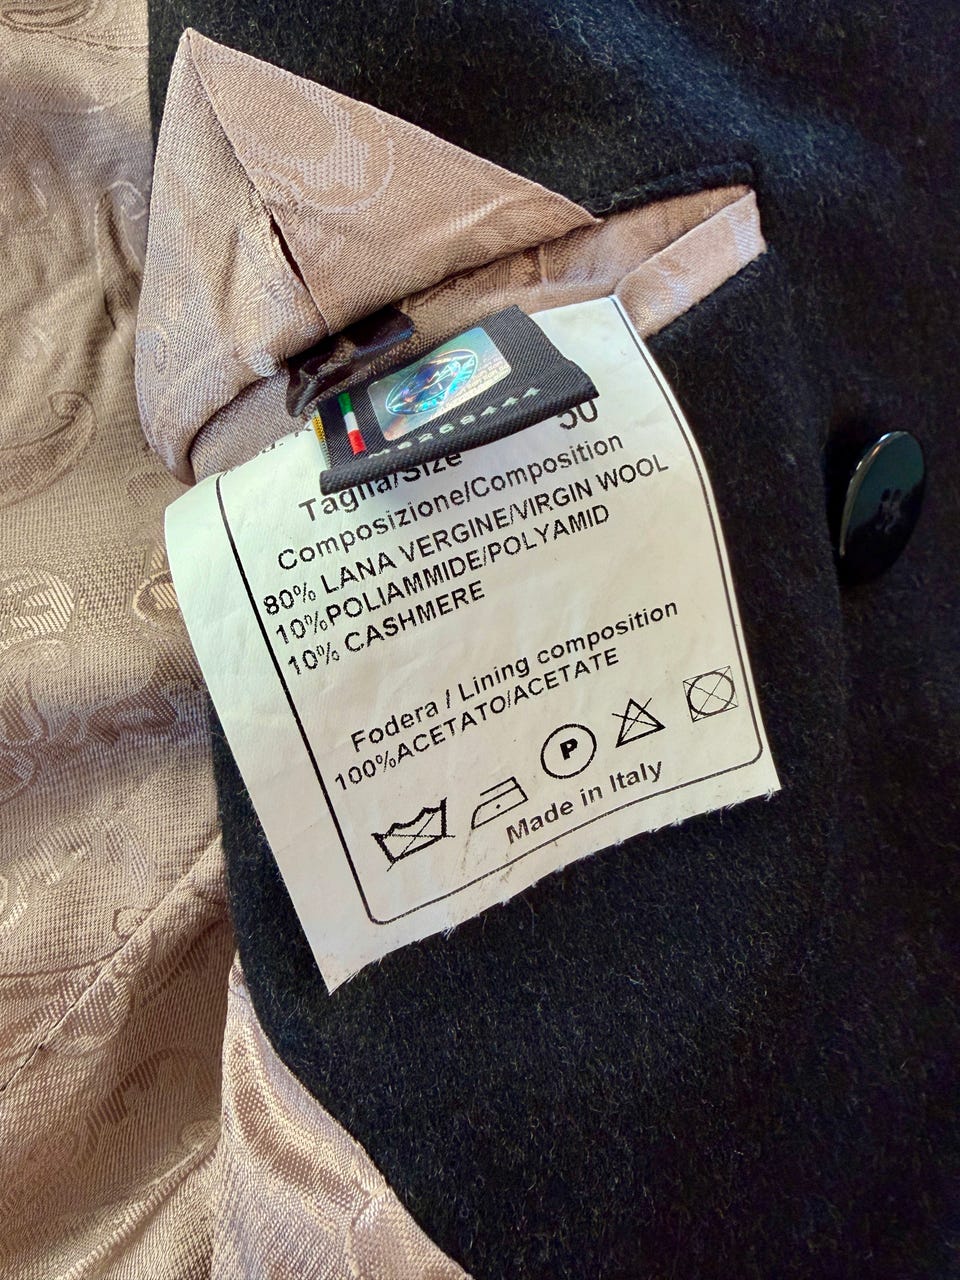 50
Taglia/Size
Composizione/Composition
80% LANA VERGINE/VIRGIN WOOL
10%POLIAMMIDE/POLYAMID
10% CASHMERE
Fodera / Lining composition
100%ACETATO/ACETATE
P
Made in Italy